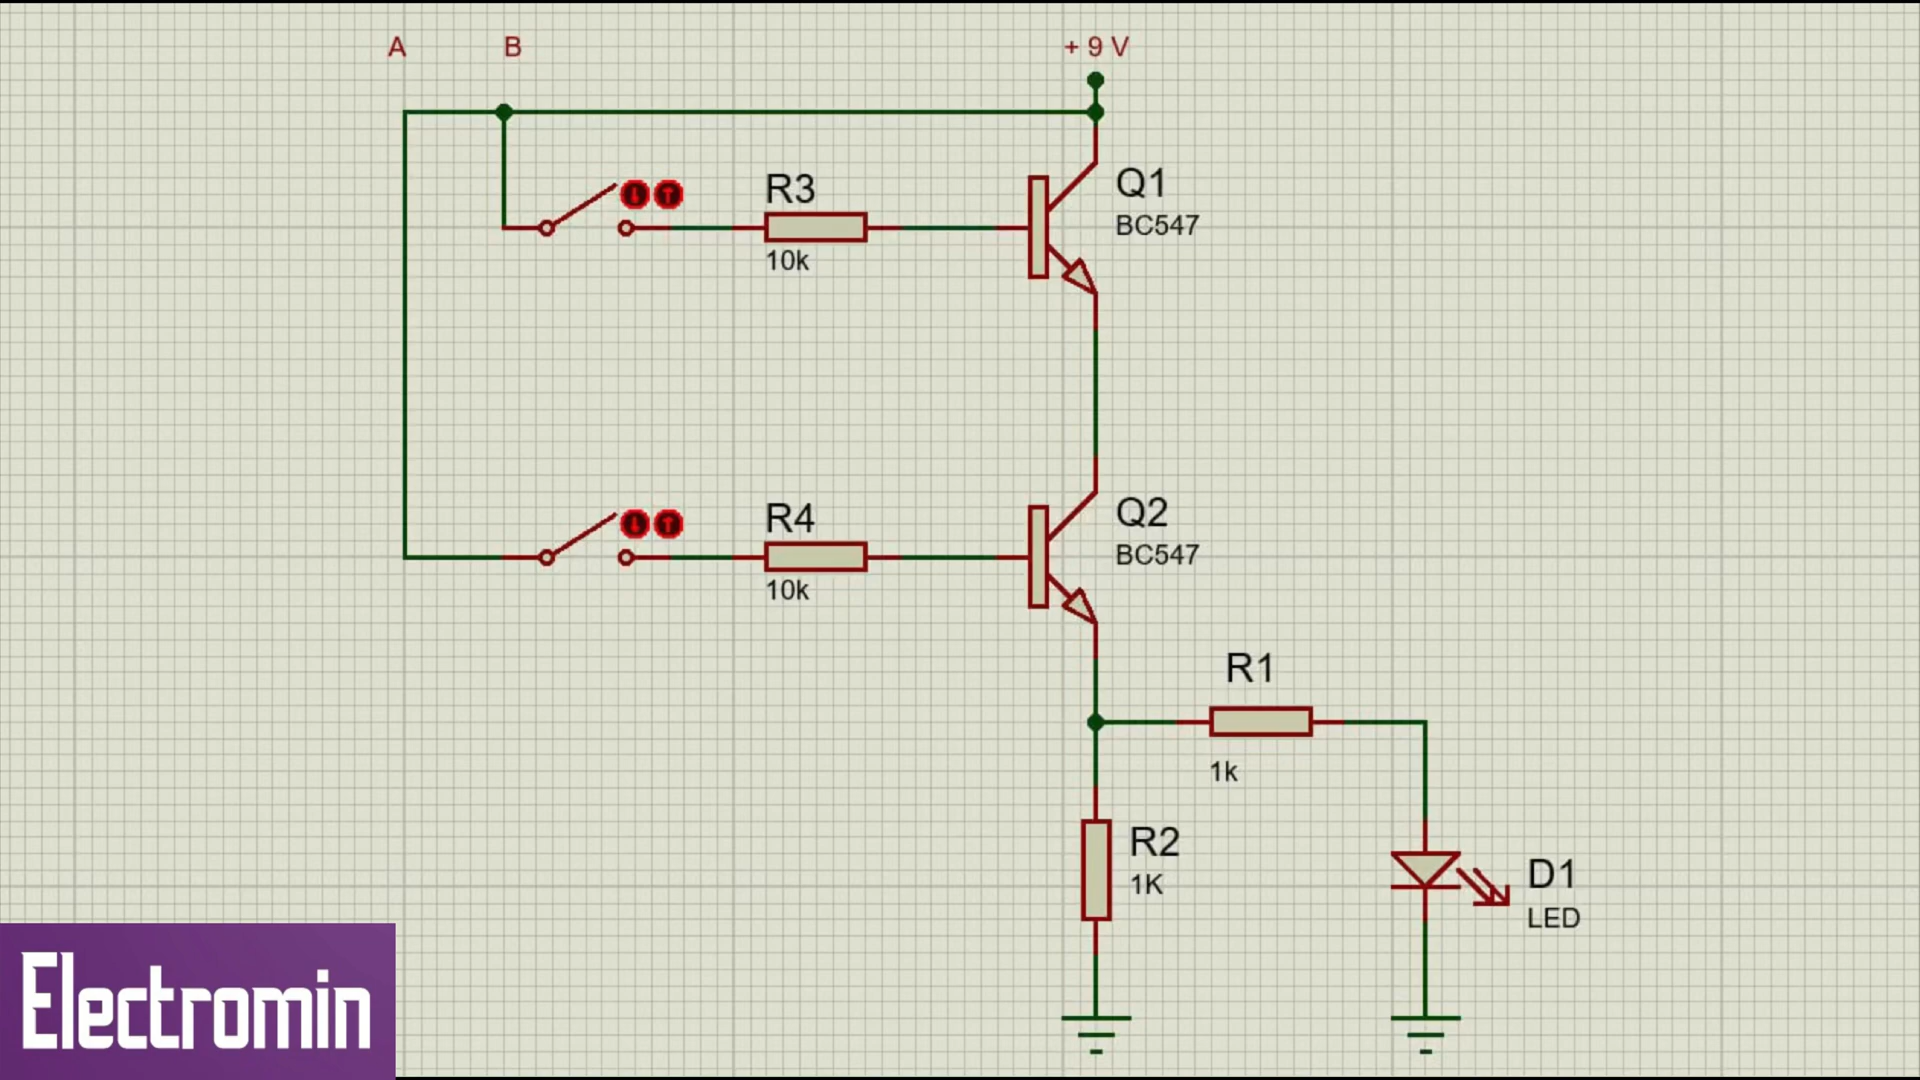 A
B
+ 9 V
R3
10k
Q1
BC547
R4
10k
Q2
BC547
R1
1k
R2
1K
D1
LED
Electromin